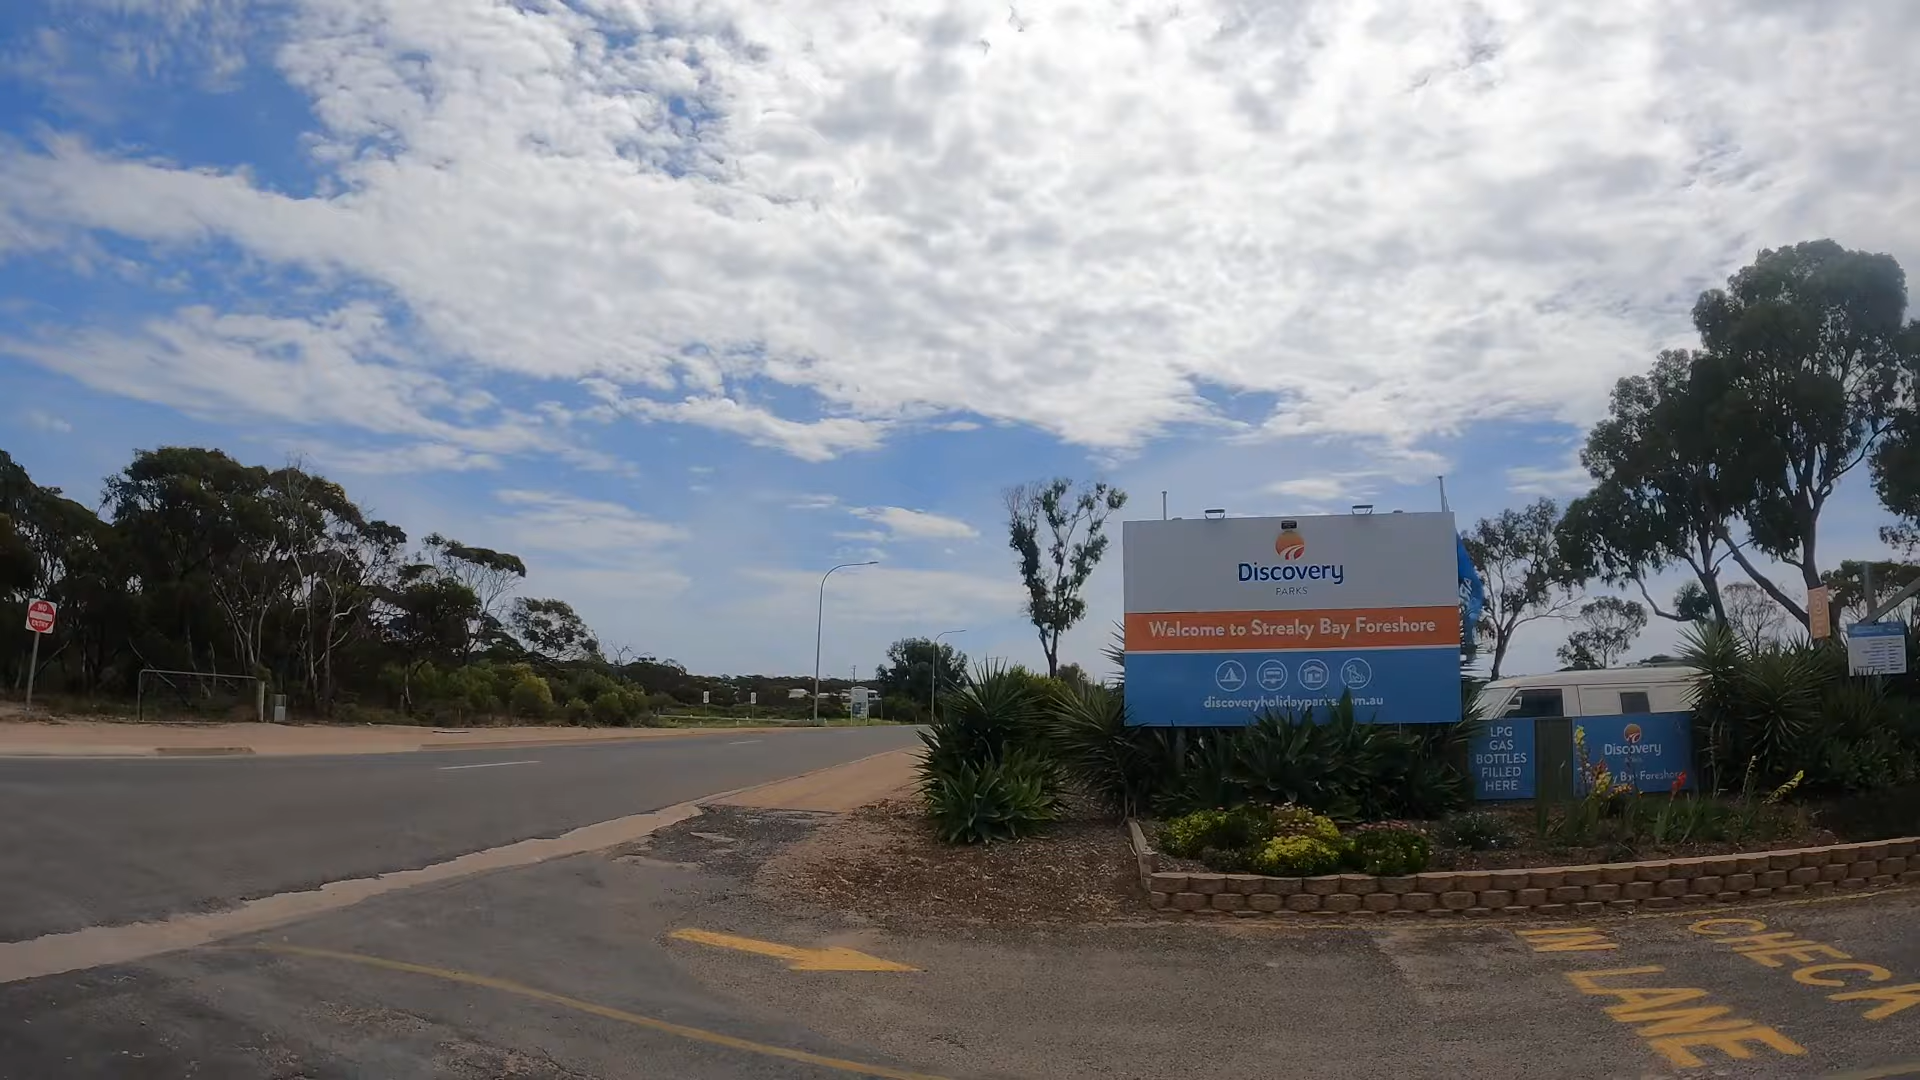 NO
ENTRY
Discovery
PARKS
Welcome to Streaky Bay Foreshore
discoveryholidayparks.com.au
LPG
GAS
BOTTLES
FILLED
HERE
Discovery
PARKS
Bay Foreshore
CHECK
IN
LANE